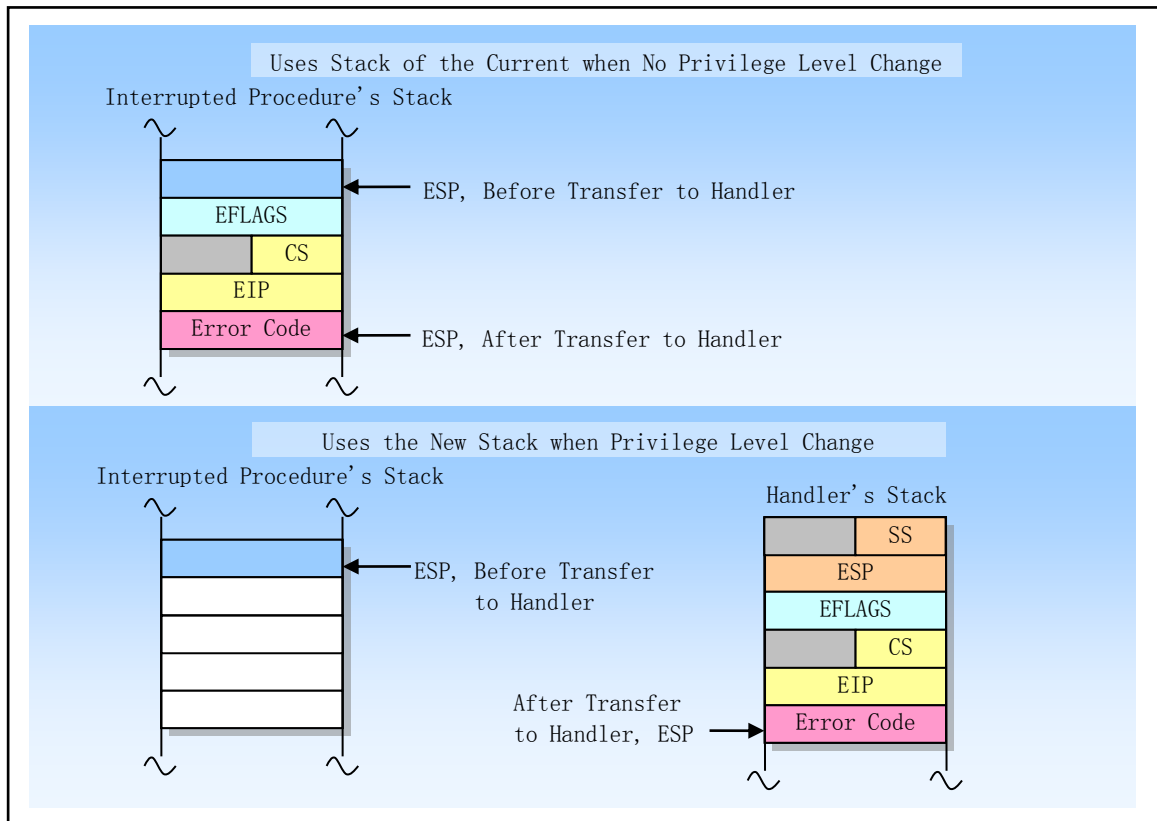 Uses Stack of the Current when No Privilege Level Change
Interrupted Procedure's Stack
ESP, Before Transfer to Handler
EFLAGS
CS
EIP
Error Code
ESP, After Transfer to Handler
Uses the New Stack when Privilege Level Change
Interrupted Procedure's Stack
ESP, Before Transfer
to Handler
Handler's Stack
SS
ESP
EFLAGS
CS
EIP
Error Code
After Transfer
to Handler, ESP